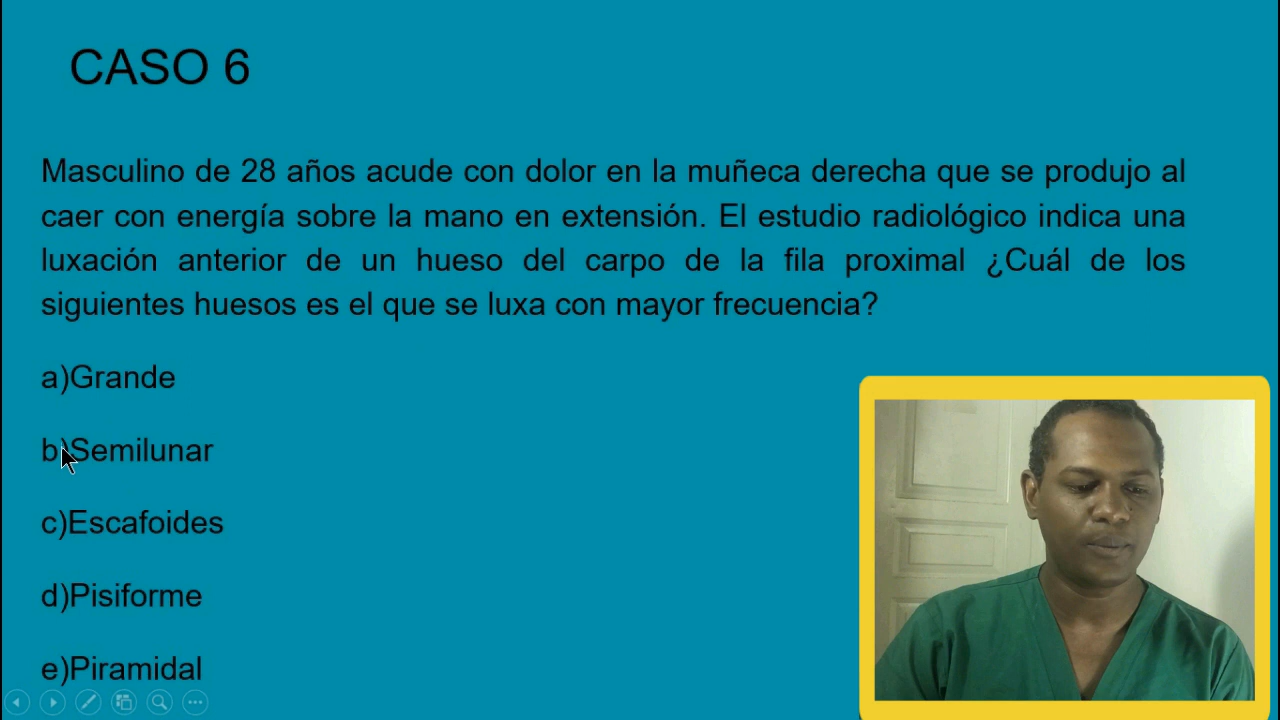 CASO 6
Masculino de 28 años acude con dolor en la muñeca derecha que se produjo al
caer con energía sobre la mano en extensión. El estudio radiológico indica una
luxación anterior de un hueso del carpo de la fila proximal ¿Cuál de los
siguientes huesos es el que se luxa con mayor frecuencia?
a)Grande
b)Semilunar
c)Escafoides
d)Pisiforme
e)Piramidal